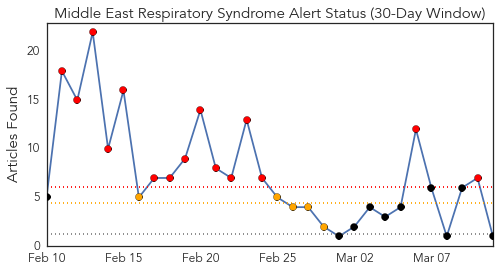 Middle East Respiratory Syndrome Alert Status (30-Day Window)
Articles Found
20
15
10
5
0
Feb 10 Feb 15 Feb 20 Feb 25 Mar 02 Mar 07